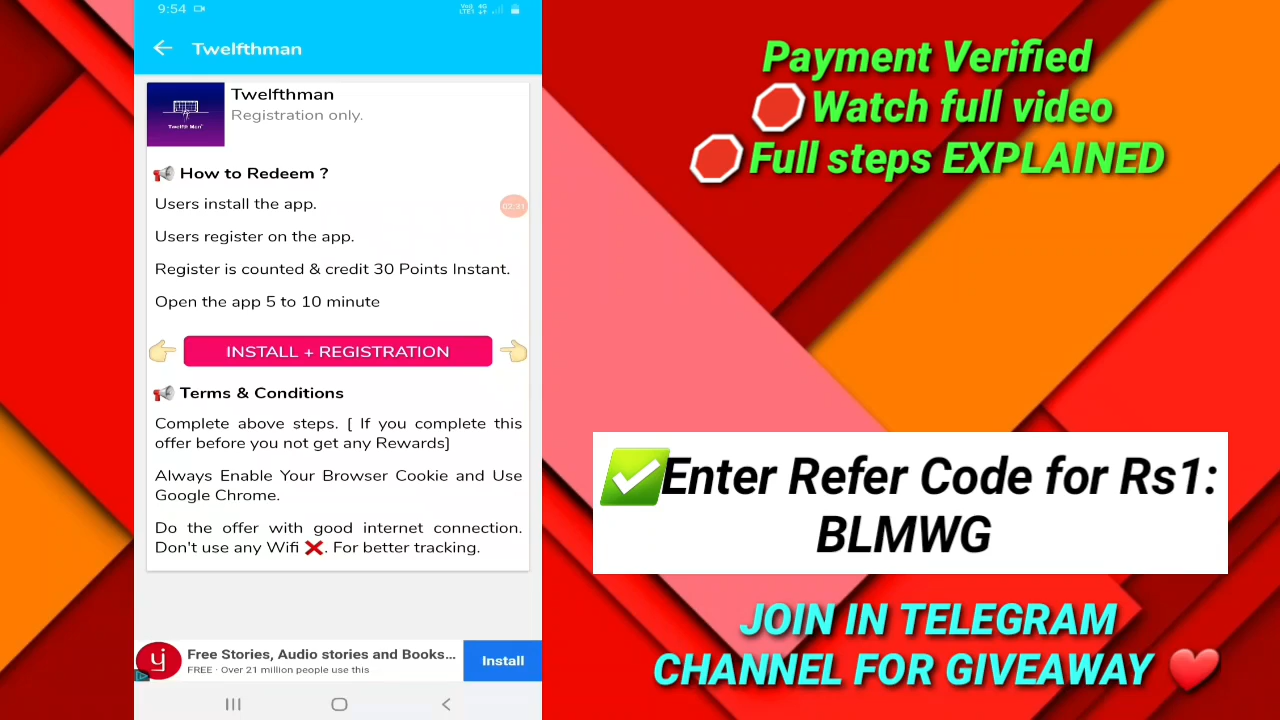 9:54
Twelfthman
Twelfthman
Registration only.
Twelfth Man
How to Redeem ?
Users install the app.
02:31
Users register on the app.
Register is counted & credit 30 Points Instant.
Open the app 5 to 10 minute
INSTALL + REGISTRATION
Terms & Conditions
Complete above steps. [ If you complete this
offer before you not get any Rewards]
Always Enable Your Browser Cookie and Use
Google Chrome.
Do the offer with good internet connection.
Don't use any Wifi ❌. For better tracking.
Free Stories, Audio stories and Books...
FREE · Over 21 million people use this
Install
Payment Verified
Watch full video
Full steps EXPLAINED
✅Enter Refer Code for Rs1:
BLMWG
JOIN IN TELEGRAM
CHANNEL FOR GIVEAWAY ❤